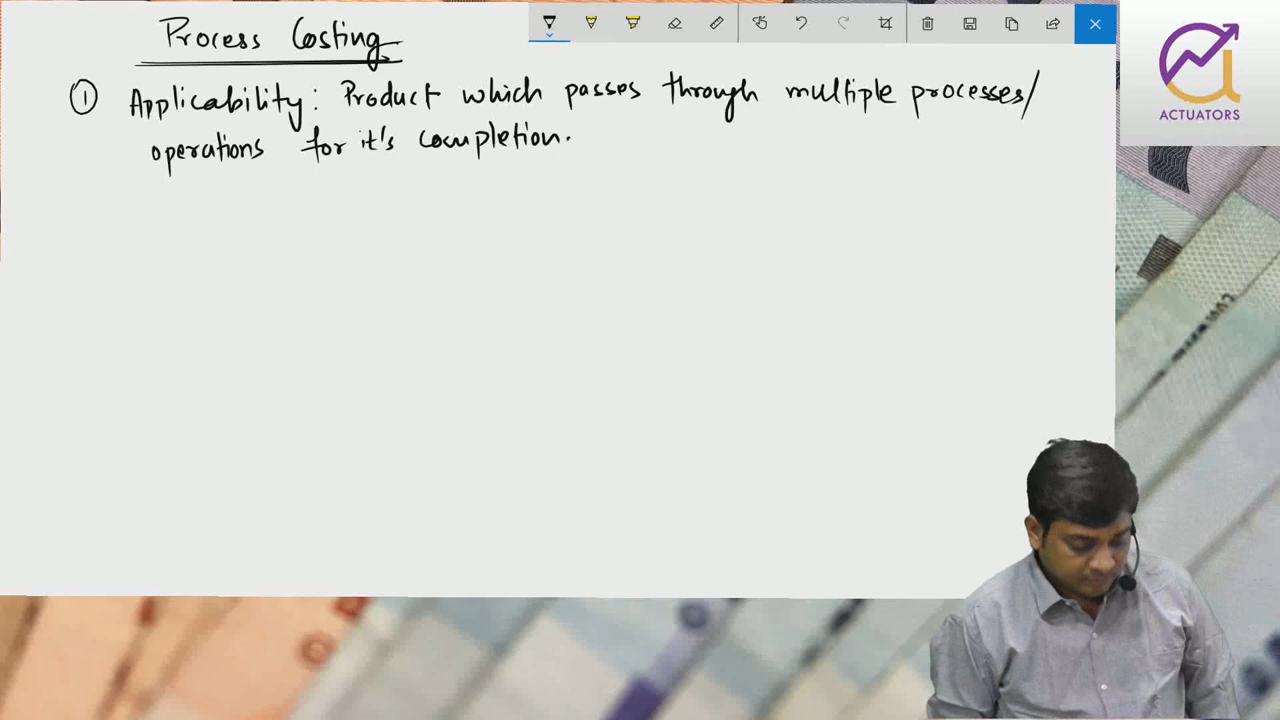 Process Costing
① Applicability: Product which passes through multiple processes/
operations for it's completion.
ACTUATORS